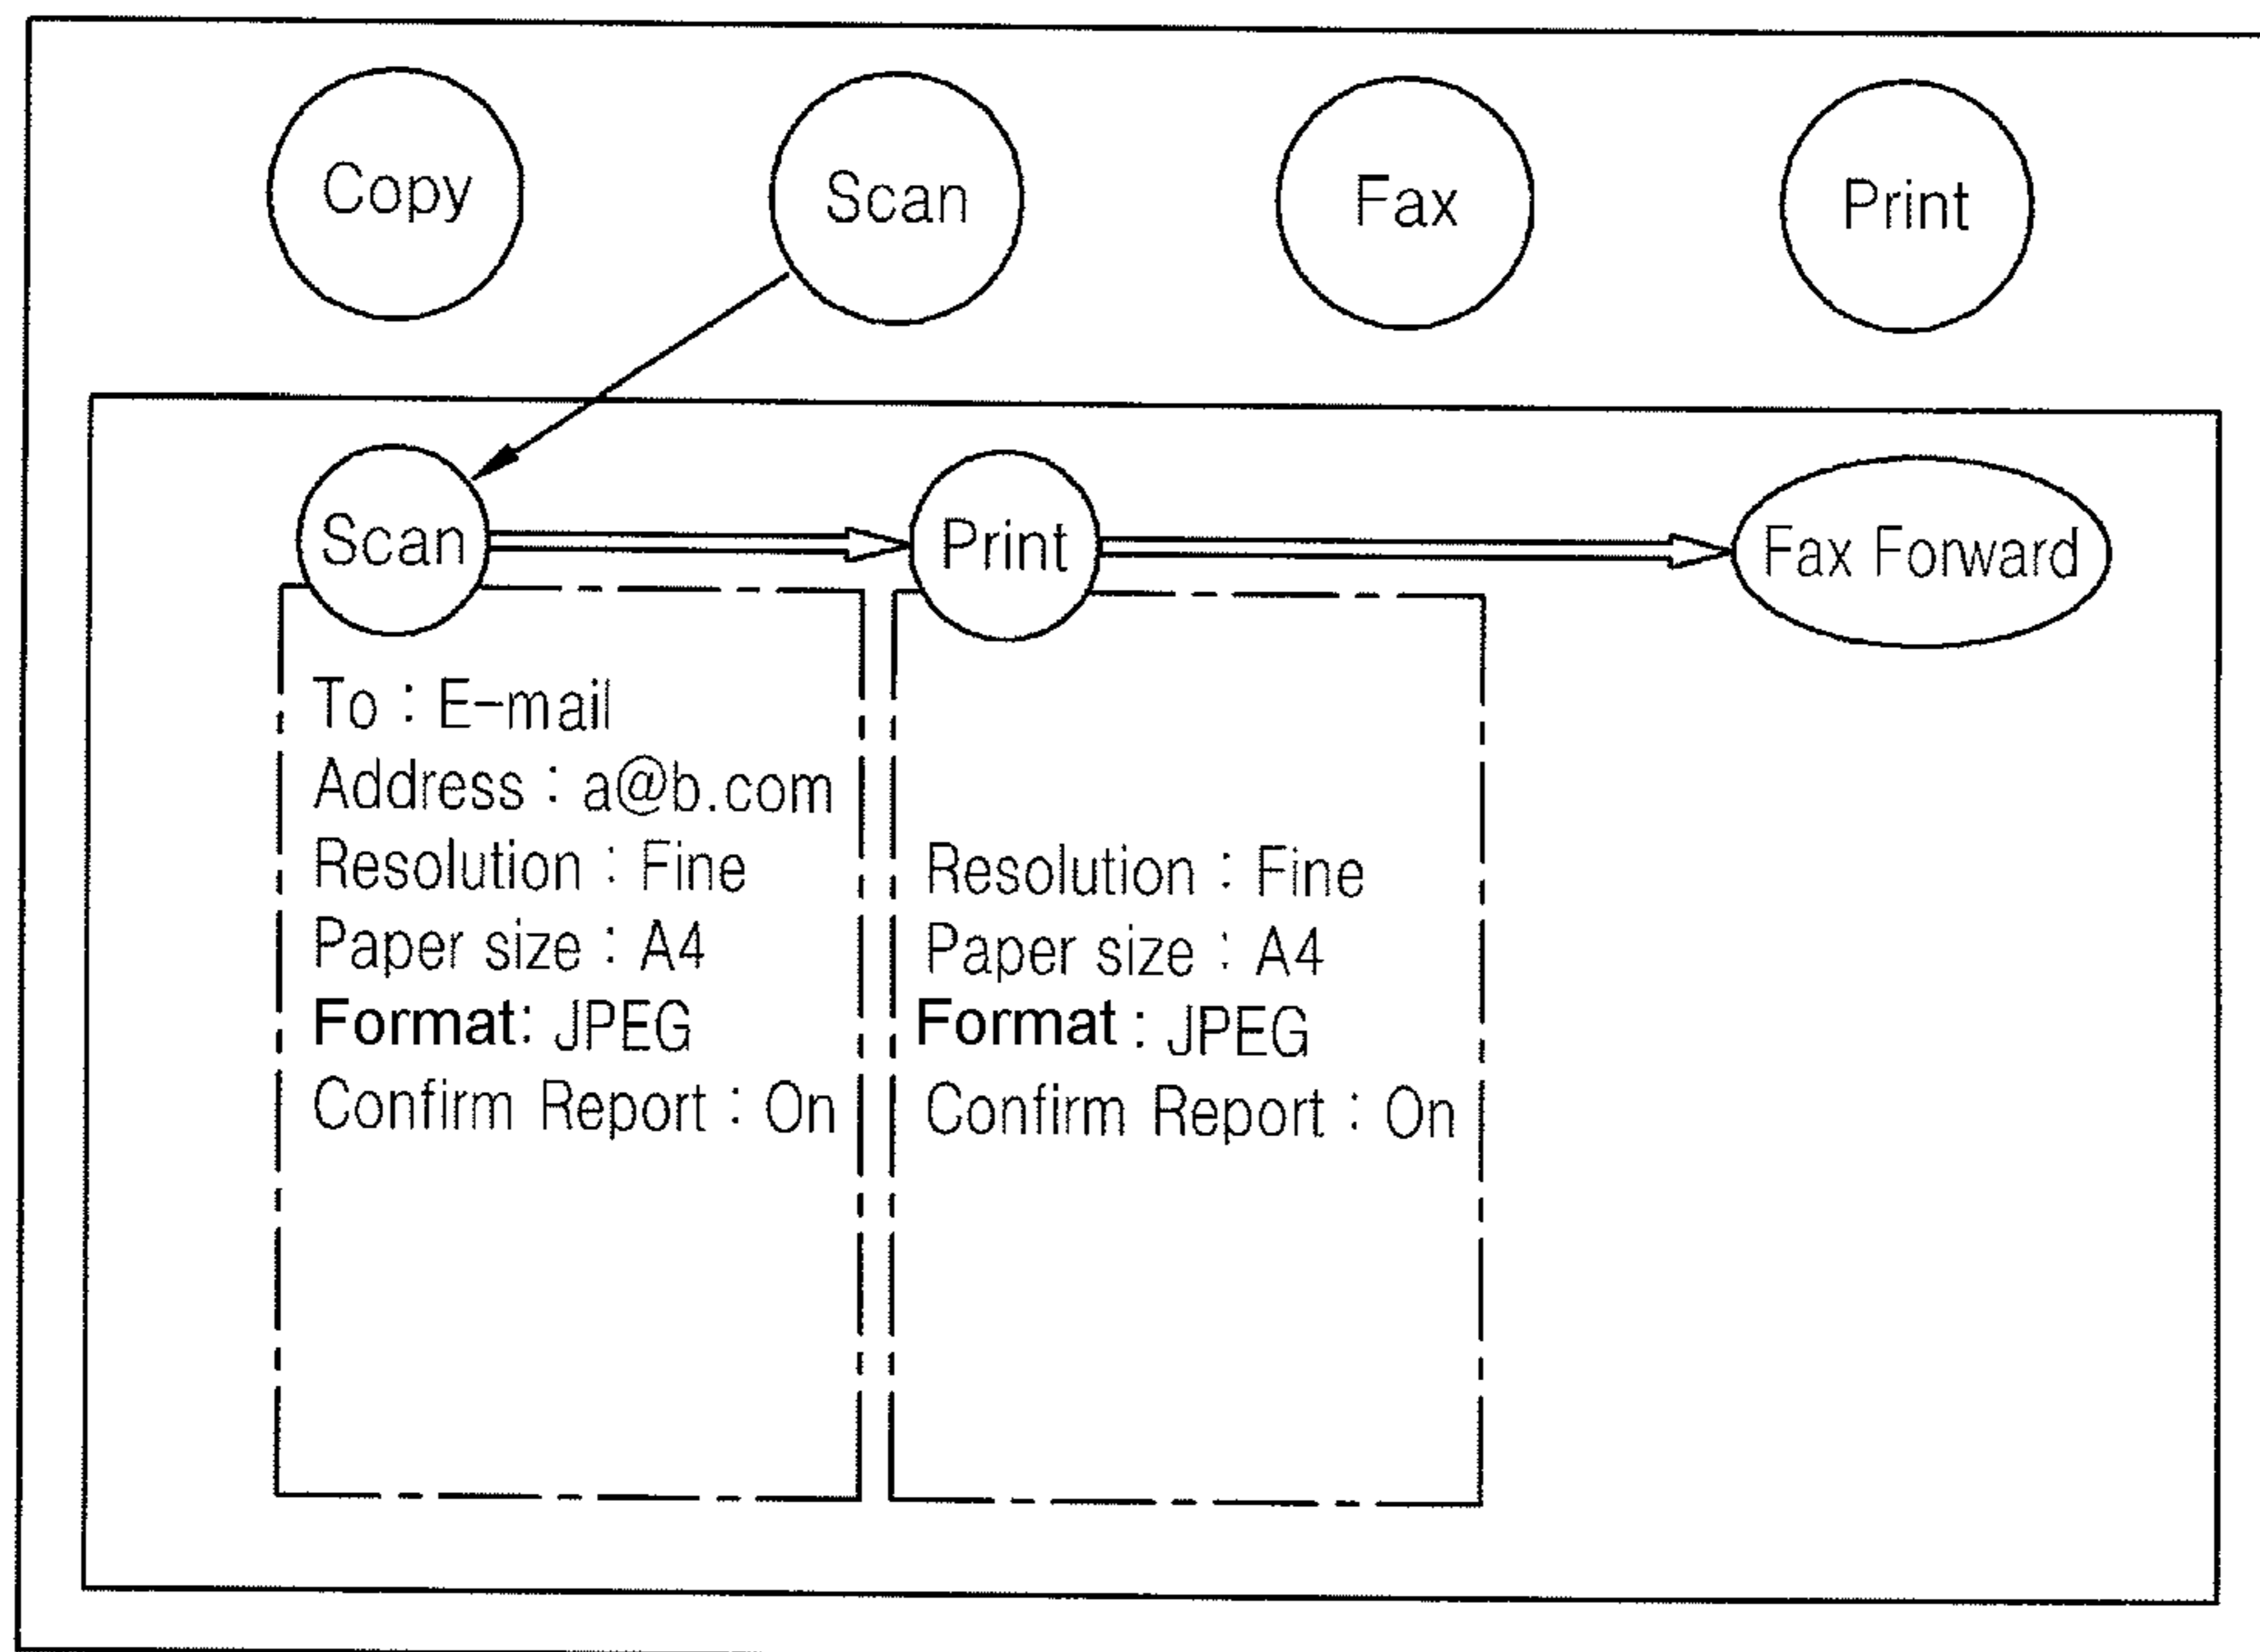 Copy
Scan
Fax
Print
Scan
Print
Fax Forward
To : E-mail
Address : a@b.com
Resolution : Fine
Paper size : A4
Format: JPEG
Confirm Report : On
Resolution : Fine
Paper size : A4
Format : JPEG
Confirm Report : On